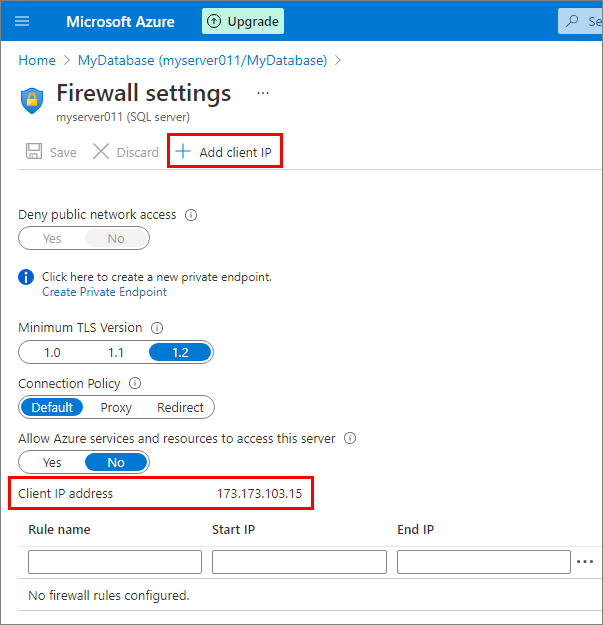 Microsoft Azure Upgrade Se
Home > MyDatabase (myserver011/MyDatabase) >
Firewall settings ...
myserver011 (SQL server)
Save Discard + Add client IP
Deny public network access
Yes No
Click here to create a new private endpoint.
Create Private Endpoint
Minimum TLS Version
1.0 1.1 1.2
Connection Policy
Default Proxy Redirect
Allow Azure services and resources to access this server
Yes No
Client IP address 173.173.103.15
Rule name Start IP End IP
No firewall rules configured.